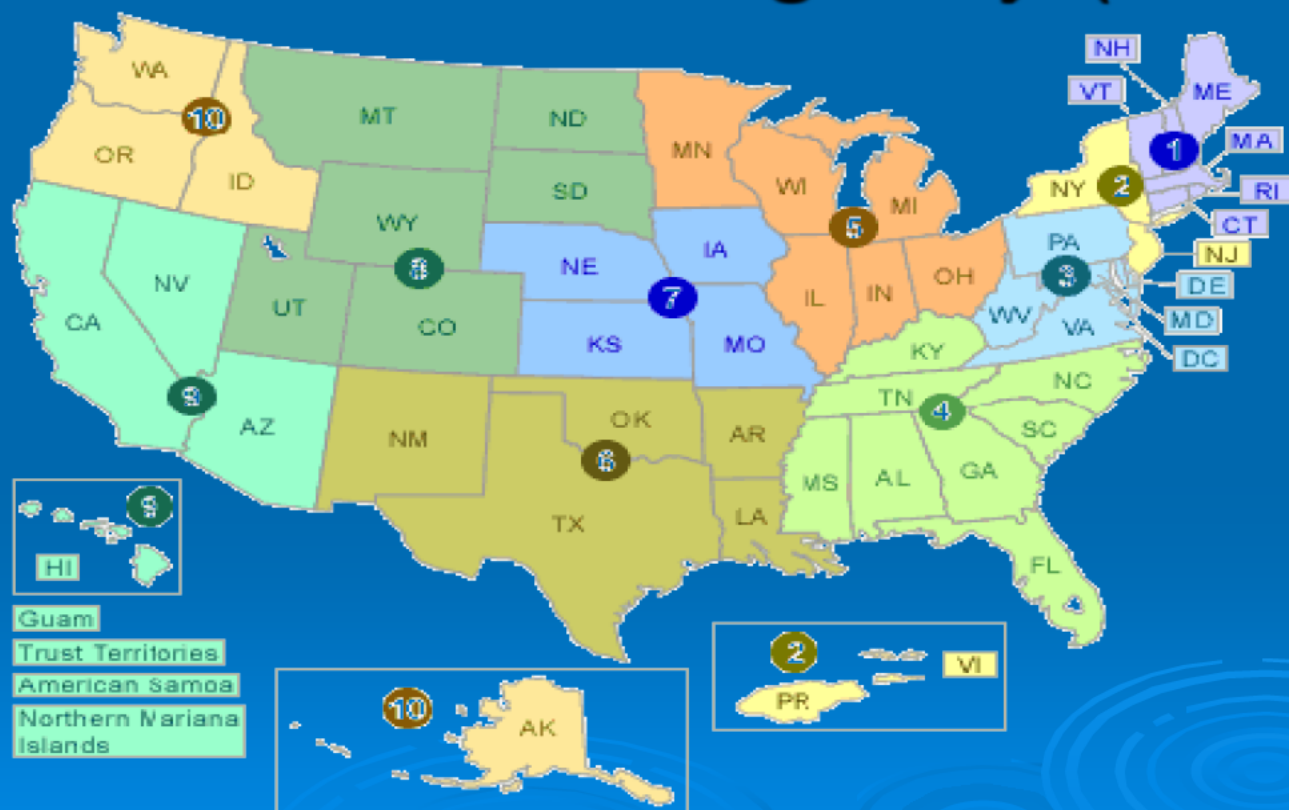 NH
VT
ME
WA
MT
ND
MN
10
OR
ID
SD
WI
MI
1
MA
NY
2
RI
WY
5
CT
PA
NJ
8
NE
IA
3
DE
NV
UT
7
IL
IN
OH
WV
MD
CA
CO
KS
MO
VA
DC
KY
9
AZ
NM
OK
AR
TN
4
NC
6
SC
MS
AL
GA
TX
LA
9
HI
FL
Guam
Trust Territories
American Samoa
Northern Mariana
Islands
10
AK
2
VI
PR